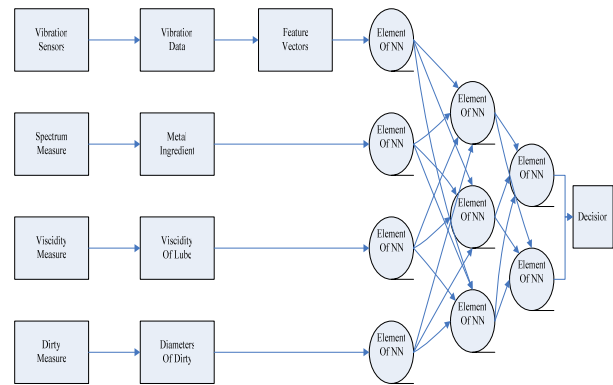 Vibration
Sensors
Vibration
Data
Feature
Vectors
Element
Of NN
Element
Of NN
Spectrum
Measure
Metal
Ingredient
Element
Of NN
Element
Of NN
Element
Of NN
Decision
Viscidity
Measure
Viscidity
Of Lube
Element
Of NN
Element
Of NN
Element
Of NN
Dirty
Measure
Diameters
Of Dirty
Element
Of NN